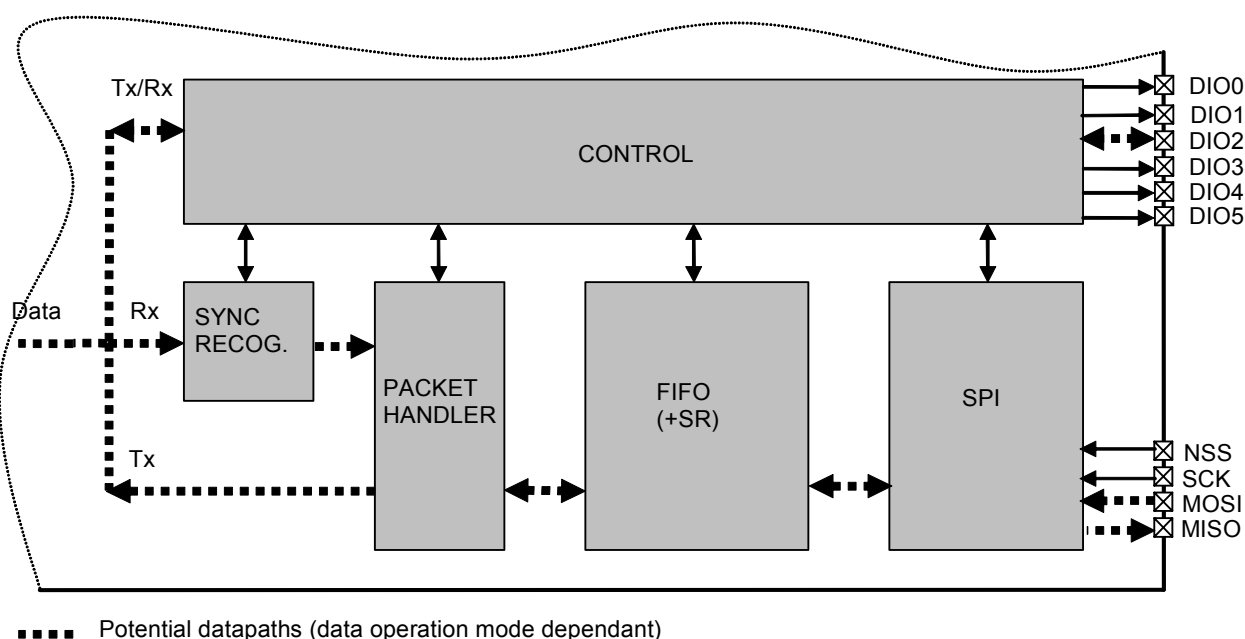 Tx/Rx
CONTROL
DIO0
DIO1
DIO2
DIO3
DIO4
DIO5
Data
Rx
SYNC
RECOG.
PACKET
HANDLER
FIFO
(+SR)
SPI
Tx
NSS
SCK
MOSI
MISO
Potential datapaths (data operation mode dependant)